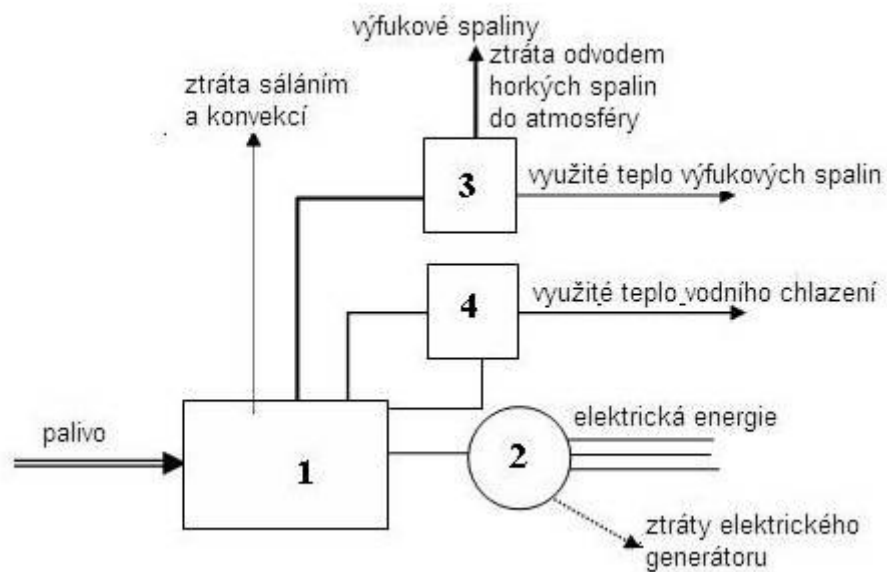 výfukové spaliny
ztráta odvodem
horkých spalin
do atmosféry
ztráta sáláním
a konvekcí
3
využité teplo výfukových spalin
4
využité teplo vodního chlazení
palivo
1
2
elektrická energie
ztráty elektrického
generátoru